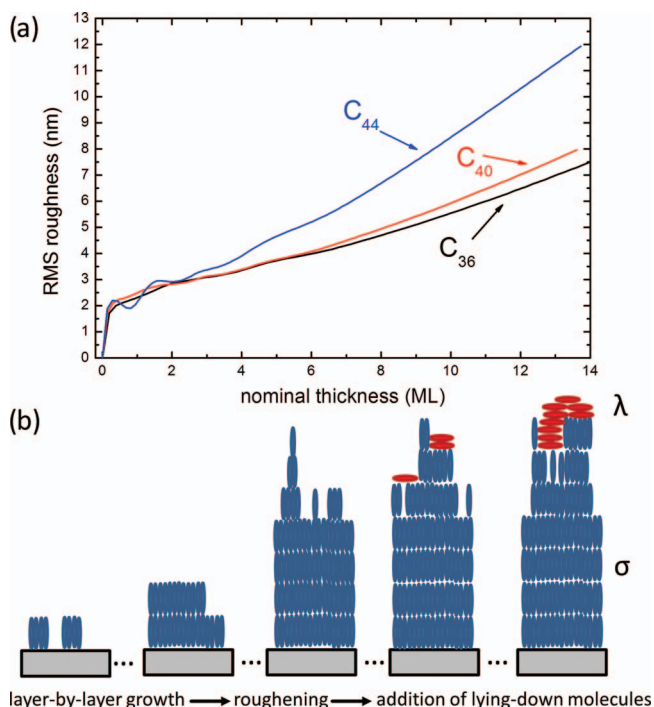 (a)
13
12
11
10
9
8
7
6
5
4
3
2
1
0
RMS roughness (nm)
C44
C40
C36
0 2 4 6 8 10 12 14
nominal thickness (ML)
(b)
λ
σ
... ... ... ...
layer-by-layer growth → roughening → addition of lying-down molecules